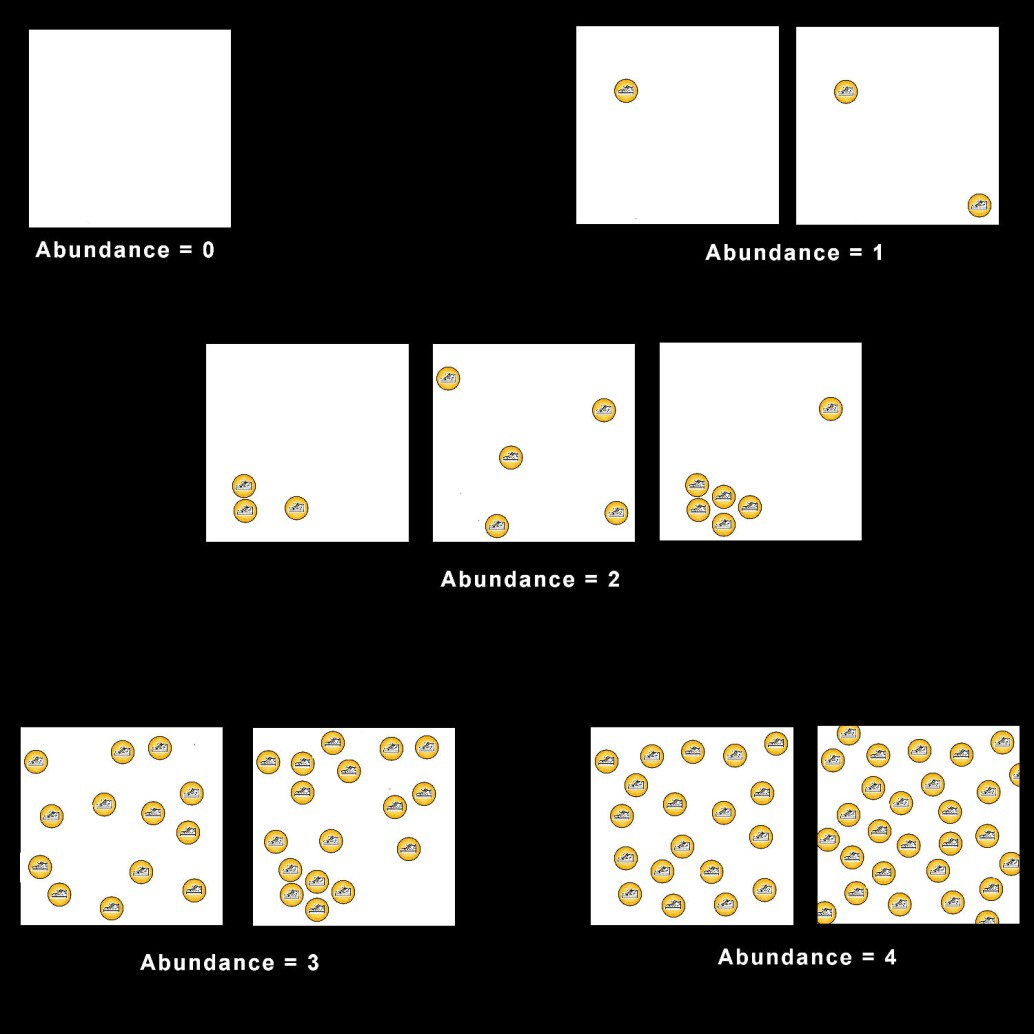 Abundance = 0
Abundance = 1
Abundance = 2
Abundance = 3
Abundance = 4